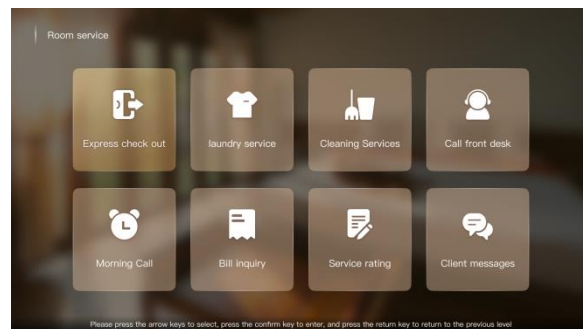 Room service
Express check out
laundry service
Cleaning Services
Call front desk
Morning Call
Bill inquiry
Service rating
Client messages
Please press the arrow keys to select, press the confirm key to enter, and press the return key to return to the previous level